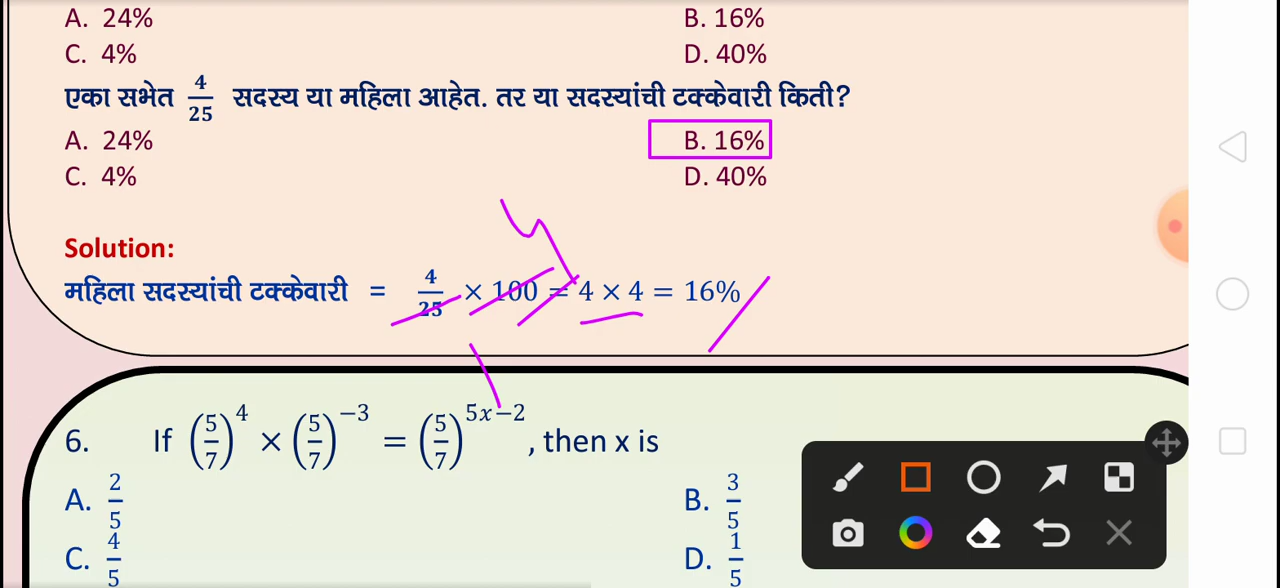 A. 24% B. 16%
C. 4% D. 40%
एका सभेत 4/25 सदस्य या महिला आहेत. तर या सदस्यांची टक्केवारी किती?
A. 24% B. 16%
C. 4% D. 40%
Solution:
महिला सदस्यांची टक्केवारी = 4/25 × 100 = 4 × 4 = 16%
6. If (5/7)^4 × (5/7)^−3 = (5/7)^5x−2, then x is
A. 2/5 B. 3/5
C. 4/5 D. 1/5